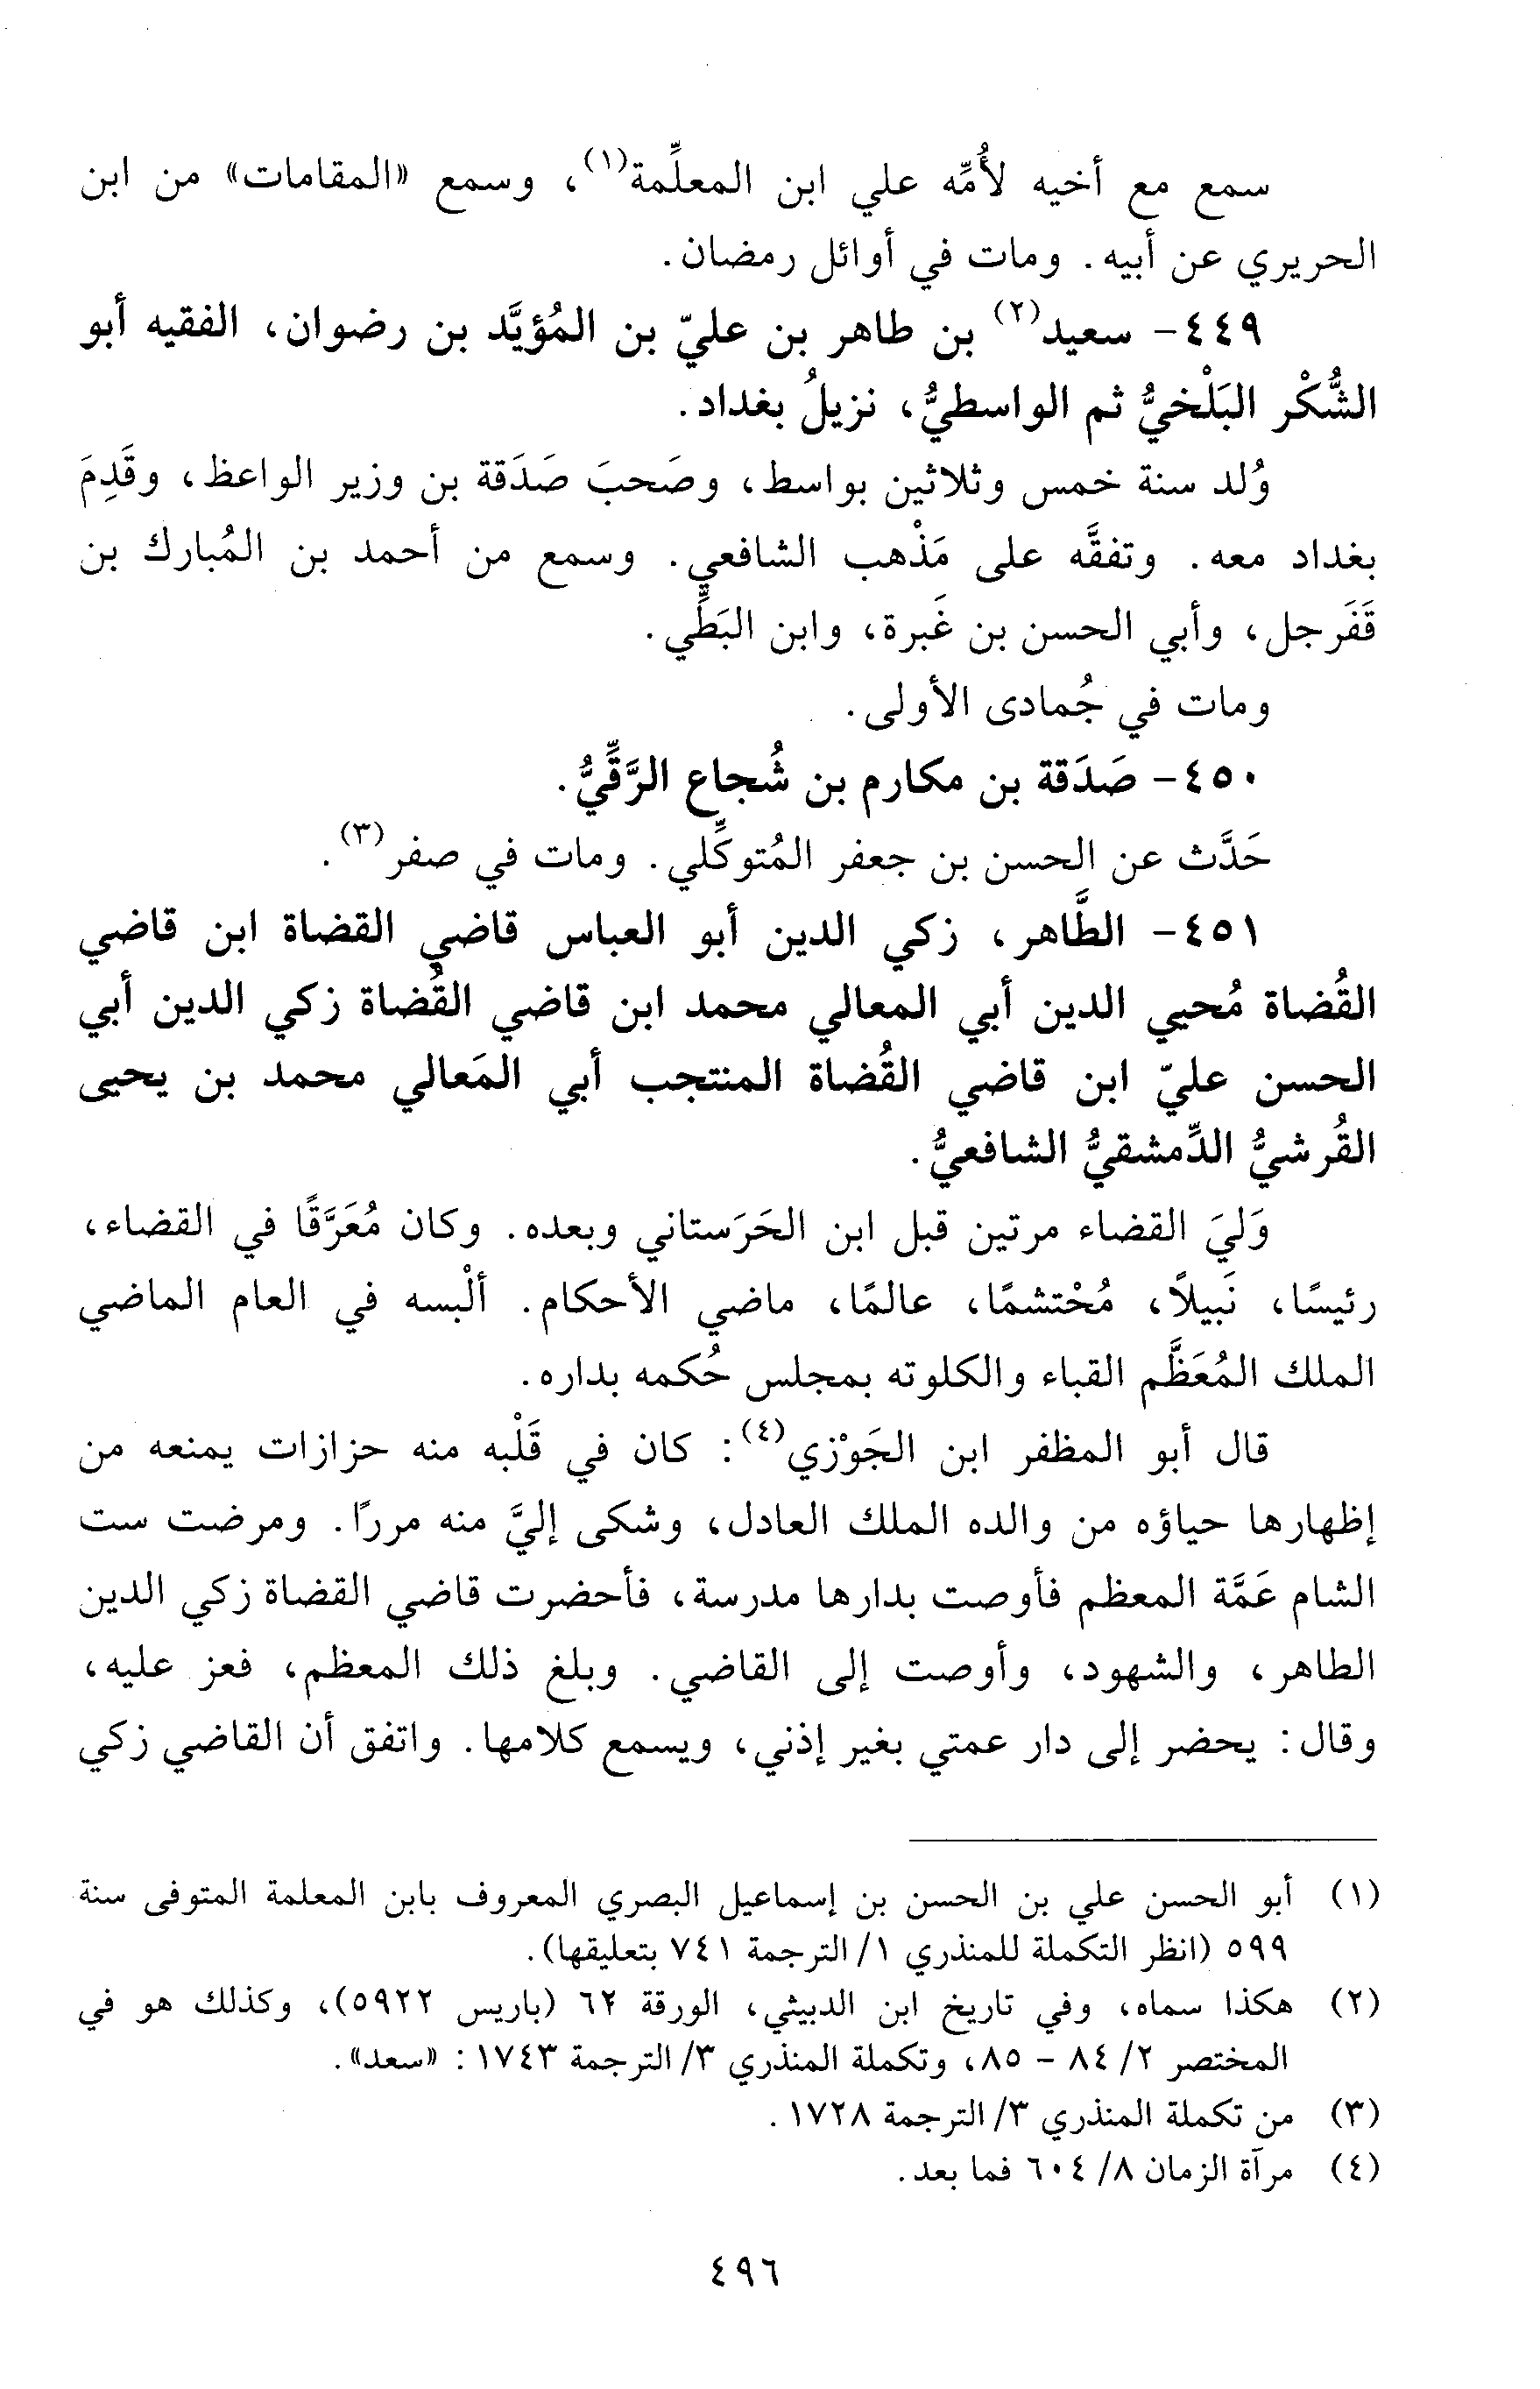 سمع مع أخيه لأُمِّه علي ابن المعلِّمة(١)، وسمع «المقامات» من ابن
الحريري عن أبيه. ومات في أوائل رمضان.
٤٤٩- سعيد(٢) بن طاهر بن عليّ بن المُؤيَّد بن رضوان، الفقيه أبو
الشُّكْر البَلْخيُّ ثم الواسطيُّ، نزيلُ بغداد.
وُلد سنة خمس وثلاثين بواسط، وصَحبَ صَدَقة بن وزير الواعظ، وقَدِمَ
بغداد معه. وتفقَّه على مَذْهب الشافعي. وسمع من أحمد بن المُبارك بن
قَفَرجل، وأبي الحسن بن غَبرة، وابن البَطِّي.
ومات في جُمادى الأولى.
٤٥٠- صَدَقة بن مكارم بن شُجاع الرَّقِّيُّ.
حَدَّث عن الحسن بن جعفر المُتوكِّلي. ومات في صفر(٣).
٤٥١- الطَّاهر، زكي الدين أبو العباس قاضي القضاة ابن قاضي
القُضاة مُحيي الدين أبي المعالي محمد ابن قاضي القُضاة زكي الدين أبي
الحسن عليّ ابن قاضي القُضاة المنتجب أبي المَعالي محمد بن يحيى
القُرشيُّ الدِّمشقيُّ الشافعيُّ.
وَليَ القضاء مرتين قبل ابن الحَرَستاني وبعده. وكان مُعَرَّقًا في القضاء،
رئيسًا، نَبيلاً، مُحْتشمًا، عالمًا، ماضي الأحكام. ألْبسه في العام الماضي
الملك المُعَظَّم القباء والكلوته بمجلس حُكمه بداره.
قال أبو المظفر ابن الجَوْزي(٤): كان في قَلْبه منه حزازات يمنعه من
إظهارها حياؤه من والده الملك العادل، وشكى إليَّ منه مررًا. ومرضت ست
الشام عَمَّة المعظم فأوصت بدارها مدرسة، فأحضرت قاضي القضاة زكي الدين
الطاهر، والشهود، وأوصت إلى القاضي. وبلغ ذلك المعظم، فعز عليه،
وقال: يحضر إلى دار عمتي بغير إذني، ويسمع كلامها. واتفق أن القاضي زكي
(١) أبو الحسن علي بن الحسن بن إسماعيل البصري المعروف بابن المعلمة المتوفى سنة
٥٩٩ (انظر التكملة للمنذري ١/ الترجمة ٧٤١ بتعليقها).
(٢) هكذا سماه، وفي تاريخ ابن الدبيثي، الورقة ٦٢ (باريس ٥٩٢٢)، وكذلك هو في
المختصر ٢/ ٨٤ - ٨٥، وتكملة المنذري ٣/ الترجمة ١٧٤٣: «سعد».
(٣) من تكملة المنذري ٣/ الترجمة ١٧٢٨.
(٤) مرآة الزمان ٨/ ٦٠٤ فما بعد.
٤٩٦